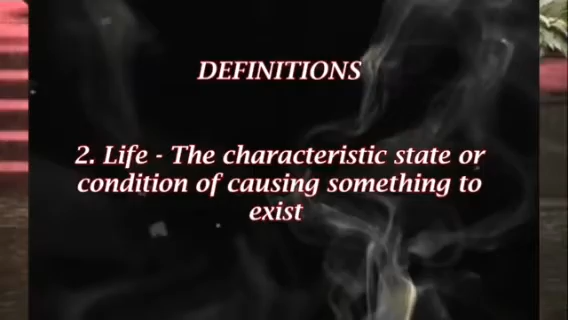 DEFINITIONS
2. Life - The characteristic state or
condition of causing something to
exist